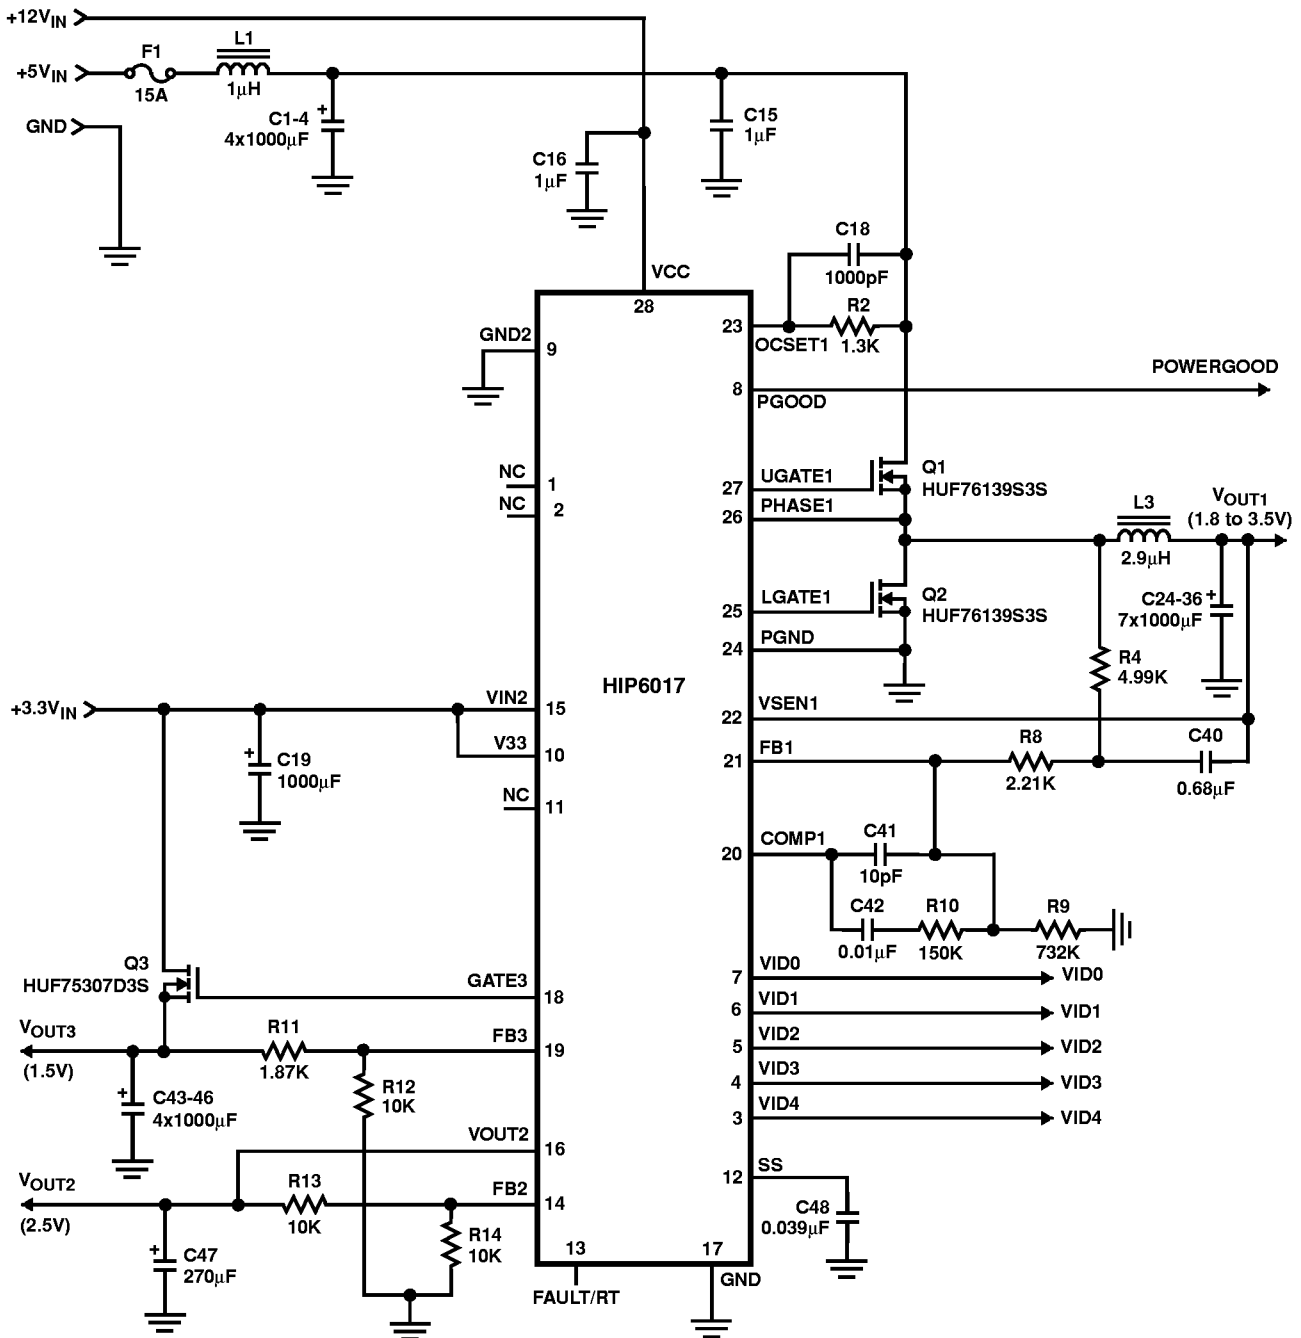 +12VIN
F1
L1
+5VIN
15A
1μH
GND
C1-4
4x1000μF
C15
1μF
C16
1μF
C18
1000pF
VCC
28
R2
1.3K
23
OCSET1
GND2
9
POWERGOOD
8
PGOOD
NC
1
NC
2
Q1
HUF76139S3S
UGATE1
27
PHASE1
26
L3
2.9μH
VOUT1
(1.8 to 3.5V)
Q2
HUF76139S3S
LGATE1
25
PGND
24
C24-36
7x1000μF
R4
4.99K
HIP6017
+3.3VIN
VIN2
15
V33
10
C19
1000μF
NC
11
VSEN1
22
FB1
21
R8
2.21K
C40
0.68μF
COMP1
20
C41
10pF
C42
0.01μF
R10
150K
R9
732K
VID0
7
VID0
VID1
6
VID1
VID2
5
VID2
VID3
4
VID3
VID4
3
VID4
Q3
HUF75307D3S
GATE3
18
VOUT3
(1.5V)
R11
1.87K
FB3
19
C43-46
4x1000μF
R12
10K
VOUT2
16
VOUT2
(2.5V)
R13
10K
FB2
14
R14
10K
C47
270μF
SS
12
C48
0.039μF
13
FAULT/RT
17
GND